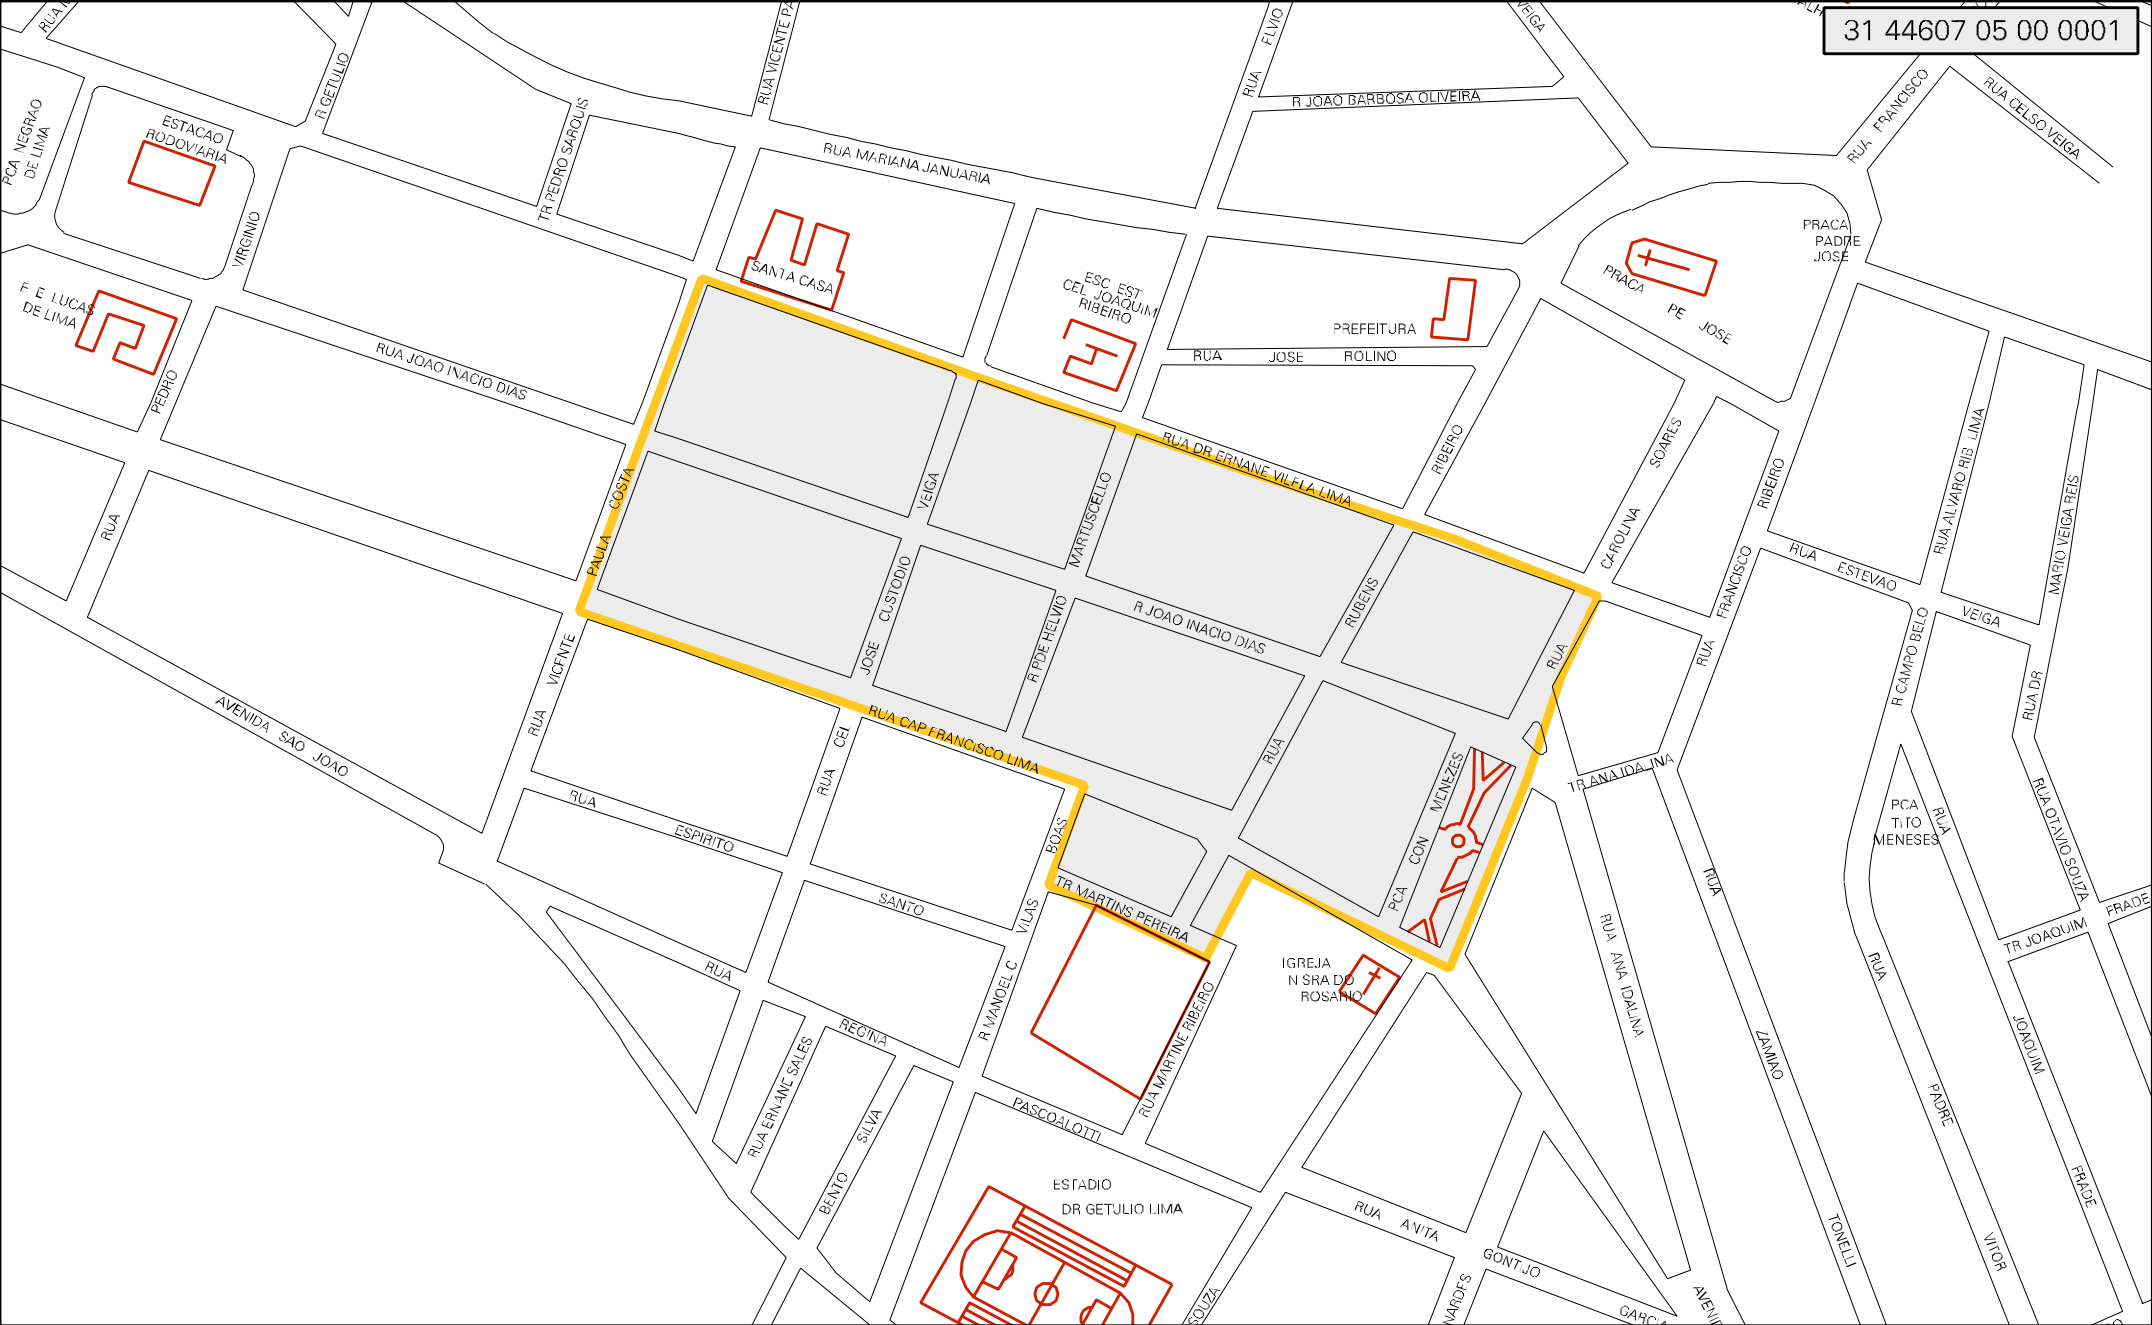 31 44607 05 00 0001
R GETULIO
RUA VICENTE PA
RUA FLVIO
VEIGA
R JOAO BARBOSA OLIVEIRA
RUA FRANCISCO
RUA CELSO VEIGA
PCA NEGRAO
DE LIMA
ESTACAO
RODOVIARIA
TR PEDRO SARQUIS
RUA MARIANA JANUARIA
VIRGINIO
SANTA CASA
ESC EST
CEL JOAQUIM
RIBEIRO
PRACA
PADRE
JOSE
PRACA PE JOSE
PREFEITURA
RUA JOSE ROLINO
F E LUCAS
DE LIMA
RUA JOAO INACIO DIAS
PEDRO
RUA
PAULA COSTA
VEIGA
MARTUSCELLO
RUA DR ERNANE VILELA LIMA
RIBEIRO
SOARES
CAROLINA
RIBEIRO
FRANCISCO
RUA
RUA ALVARO RIB LIMA
MARIO VEIGA REIS
RUA ESTEVAO VEIGA
R CAMPO BELO
RUA DR
CUSTODIO
JOSE
R PDE HELVIO
R JOAO INACIO DIAS
RUBENS
RUA
RUA
AVENIDA SAO JOAO
VICENTE
RUA
RUA CAP FRANCISCO LIMA
CEL
RUA
RUA ESPIRITO SANTO
BOAS
VILAS
R MANOEL C
TR MARTINS PEREIRA
PCA CON MENEZES
TR ANA IDALINA
RUA ANA IDALINA
PCA
TITO
MENESES
RUA OTAVIO SOUZA
RUA
TR JOAQUIM FRADE
IGREJA
N SRA DO
ROSARIO
RUA REGINA PASCOALOTTI
RUA ERNANE SALES
BENTO SILVA
RUA MARTINE RIBEIRO
RUA ZAMIAO TONELLI
RUA PADRE VITOR
JOAQUIM FRADE
ESTADIO
DR GETULIO LIMA
RUA ANITA GONTIJO GARCIA
SOUZA
NARDES
AVENID